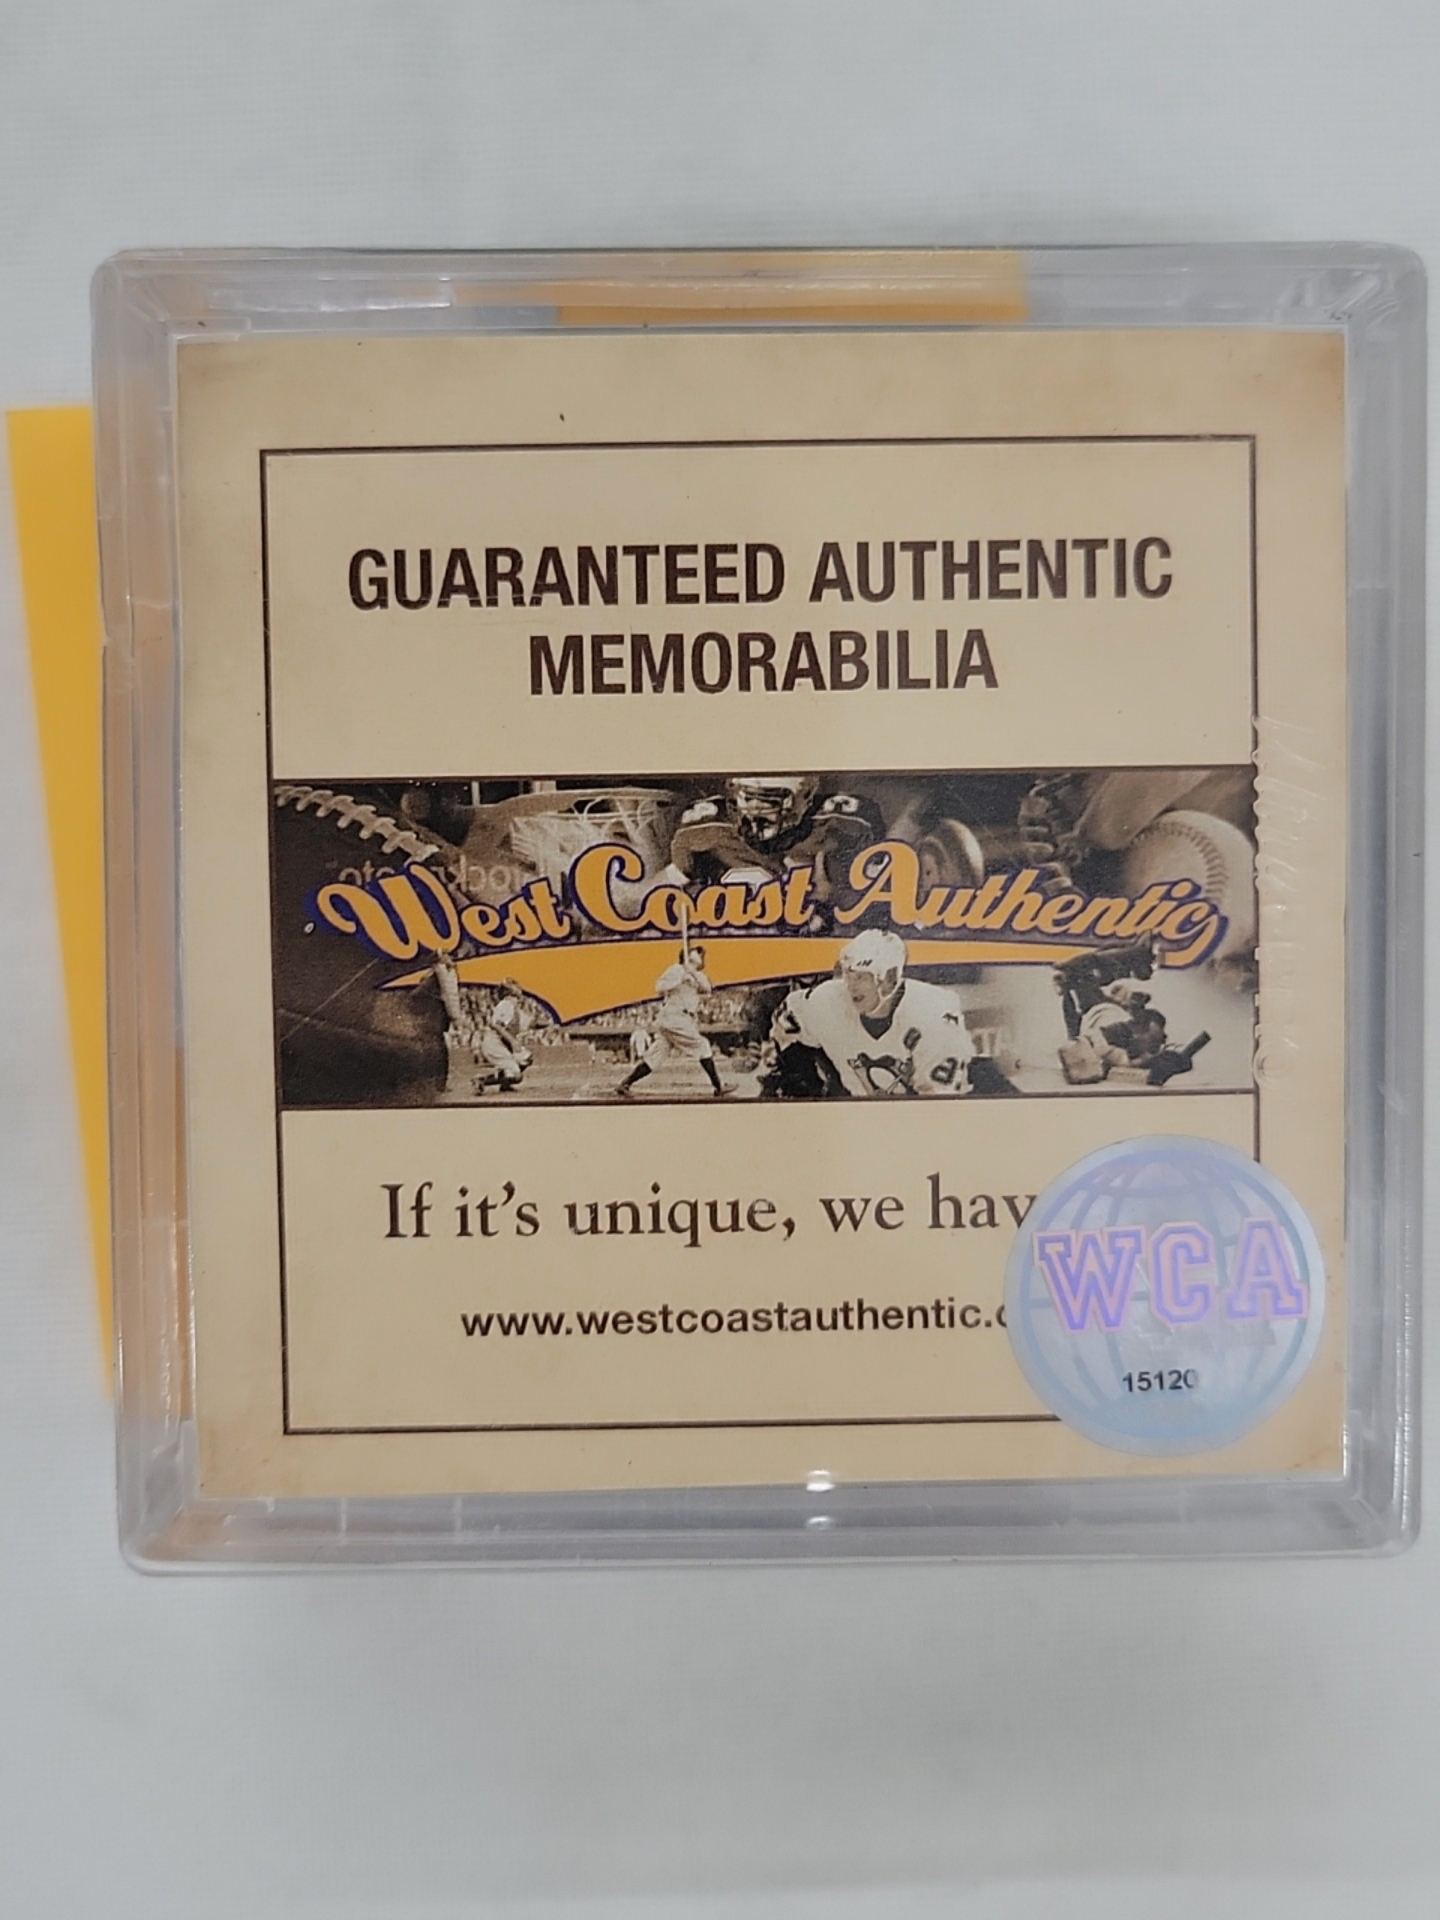 GUARANTEED AUTHENTIC
MEMORABILIA
West Coast Authentic
If it's unique, we hav
www.westcoastauthentic.c
WCA
15120